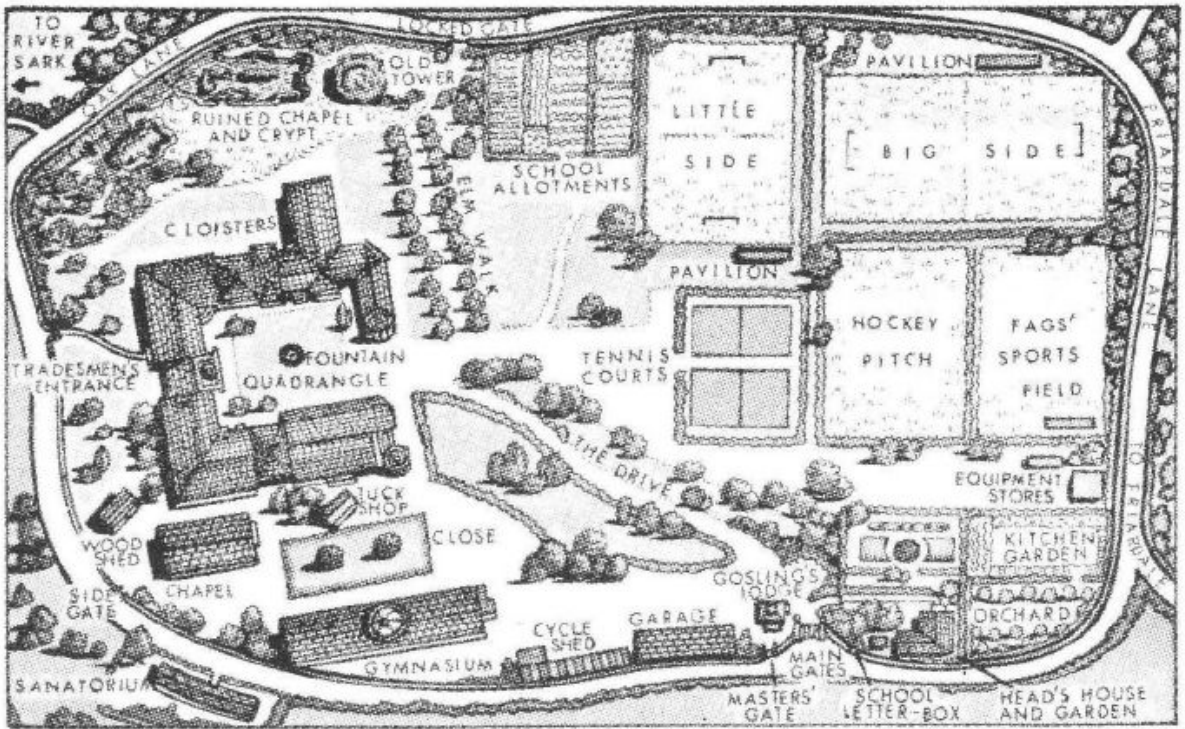 TO
RIVER
SARK
OAK LANE
LOCKED GATE
OLD
TOWER
RUINED CHAPEL
AND CRYPT
SCHOOL
ALLOTMENTS
ELM WALK
LITTLE
SIDE
PAVILION
BIG SIDE
FRIARDALE LANE
CLOISTERS
PAVILION
HOCKEY
PITCH
FAGS'
SPORTS
FIELD
TENNIS
COURTS
TRADESMEN'S
ENTRANCE
FOUNTAIN
QUADRANGLE
THE DRIVE
TO FRIARDALE
EQUIPMENT
STORES
TUCK
SHOP
WOOD
SHED
CHAPEL
CLOSE
KITCHEN
GARDEN
ORCHARD
GOSLING'S
LODGE
SIDE
GATE
GARAGE
CYCLE
SHED
GYMNASIUM
SANATORIUM
MAIN
GATES
MASTERS'
GATE
SCHOOL
LETTER-BOX
HEAD'S HOUSE
AND GARDEN